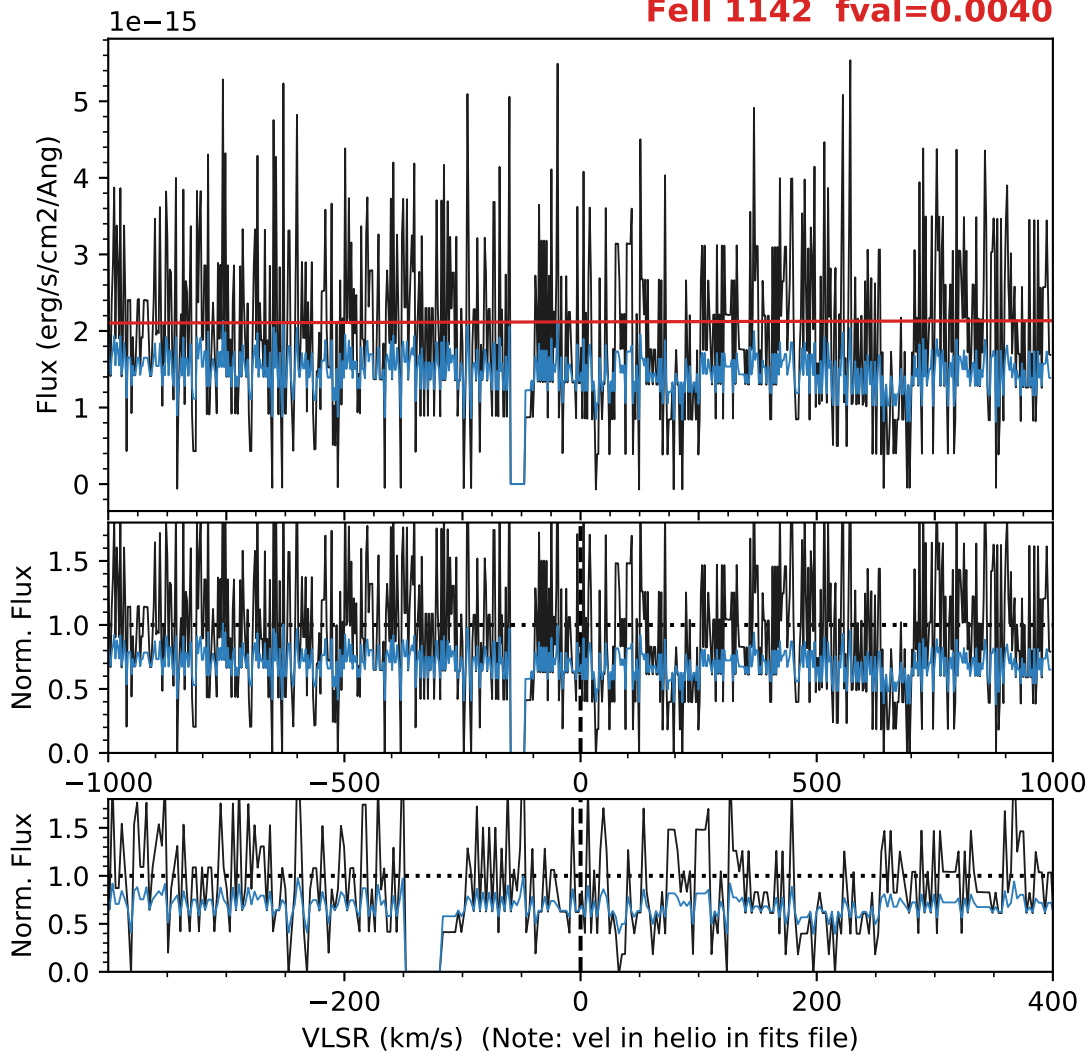 FeII 1142 fval=0.0040
1e−15
Flux (erg/s/cm2/Ang)
5
4
3
2
1
0
Norm. Flux
1.5
1.0
0.5
0.0
−1000 −500 0 500 1000
Norm. Flux
1.5
1.0
0.5
0.0
−200 0 200 400
VLSR (km/s) (Note: vel in helio in fits file)